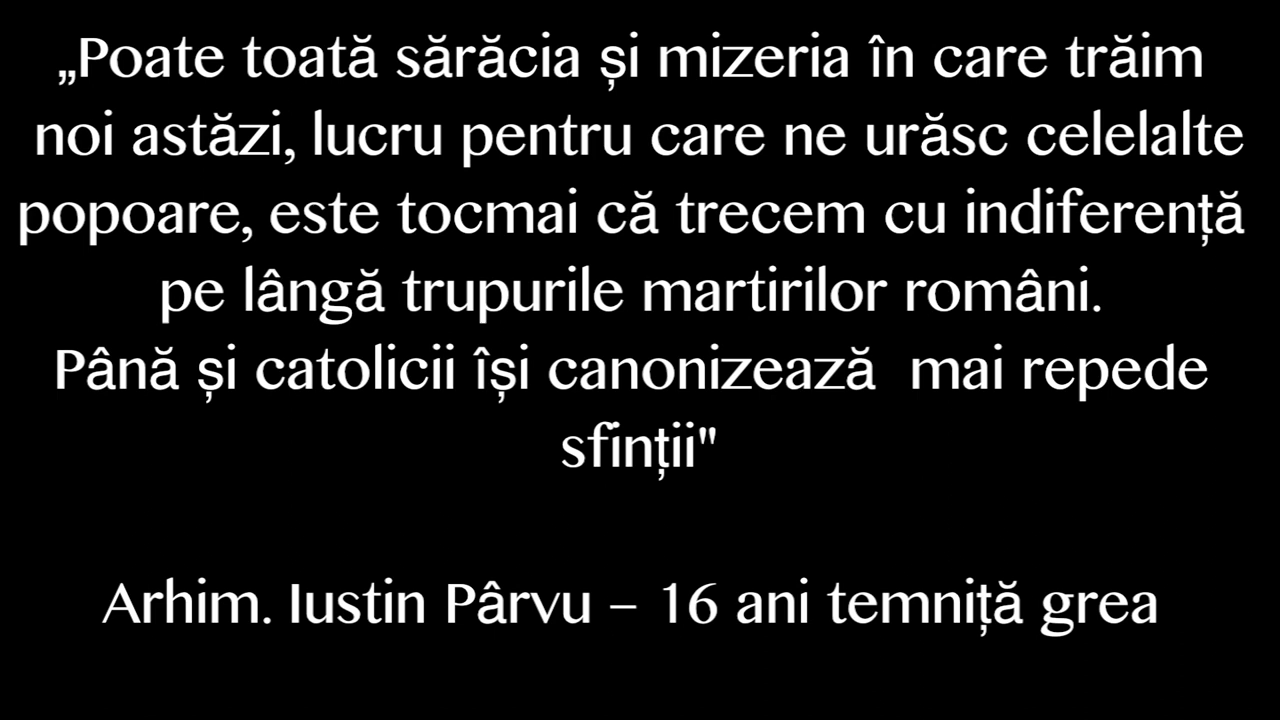 „Poate toată sărăcia și mizeria în care trăim
noi astăzi, lucru pentru care ne urăsc celelalte
popoare, este tocmai că trecem cu indiferență
pe lângă trupurile martirilor români.
Până și catolicii își canonizează  mai repede
sfinții"
Arhim. Iustin Pârvu – 16 ani temniță grea